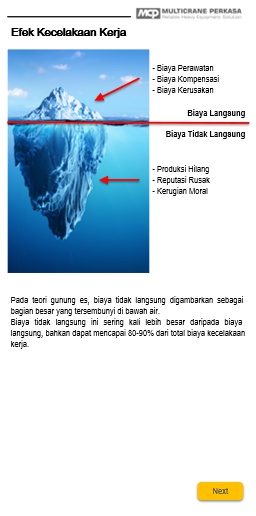 MCP MULTICRANE PERKASA
Reliable Heavy Equipment Solution
Efek Kecelakaan Kerja
- Biaya Perawatan
- Biaya Kompensasi
- Biaya Kerusakan
Biaya Langsung
Biaya Tidak Langsung
- Produksi Hilang
- Reputasi Rusak
- Kerugian Moral
Pada teori gunung es, biaya tidak langsung digambarkan sebagai
bagian besar yang tersembunyi di bawah air.
Biaya tidak langsung ini sering kali lebih besar daripada biaya
langsung, bahkan dapat mencapai 80-90% dari total biaya kecelakaan
kerja.
Next